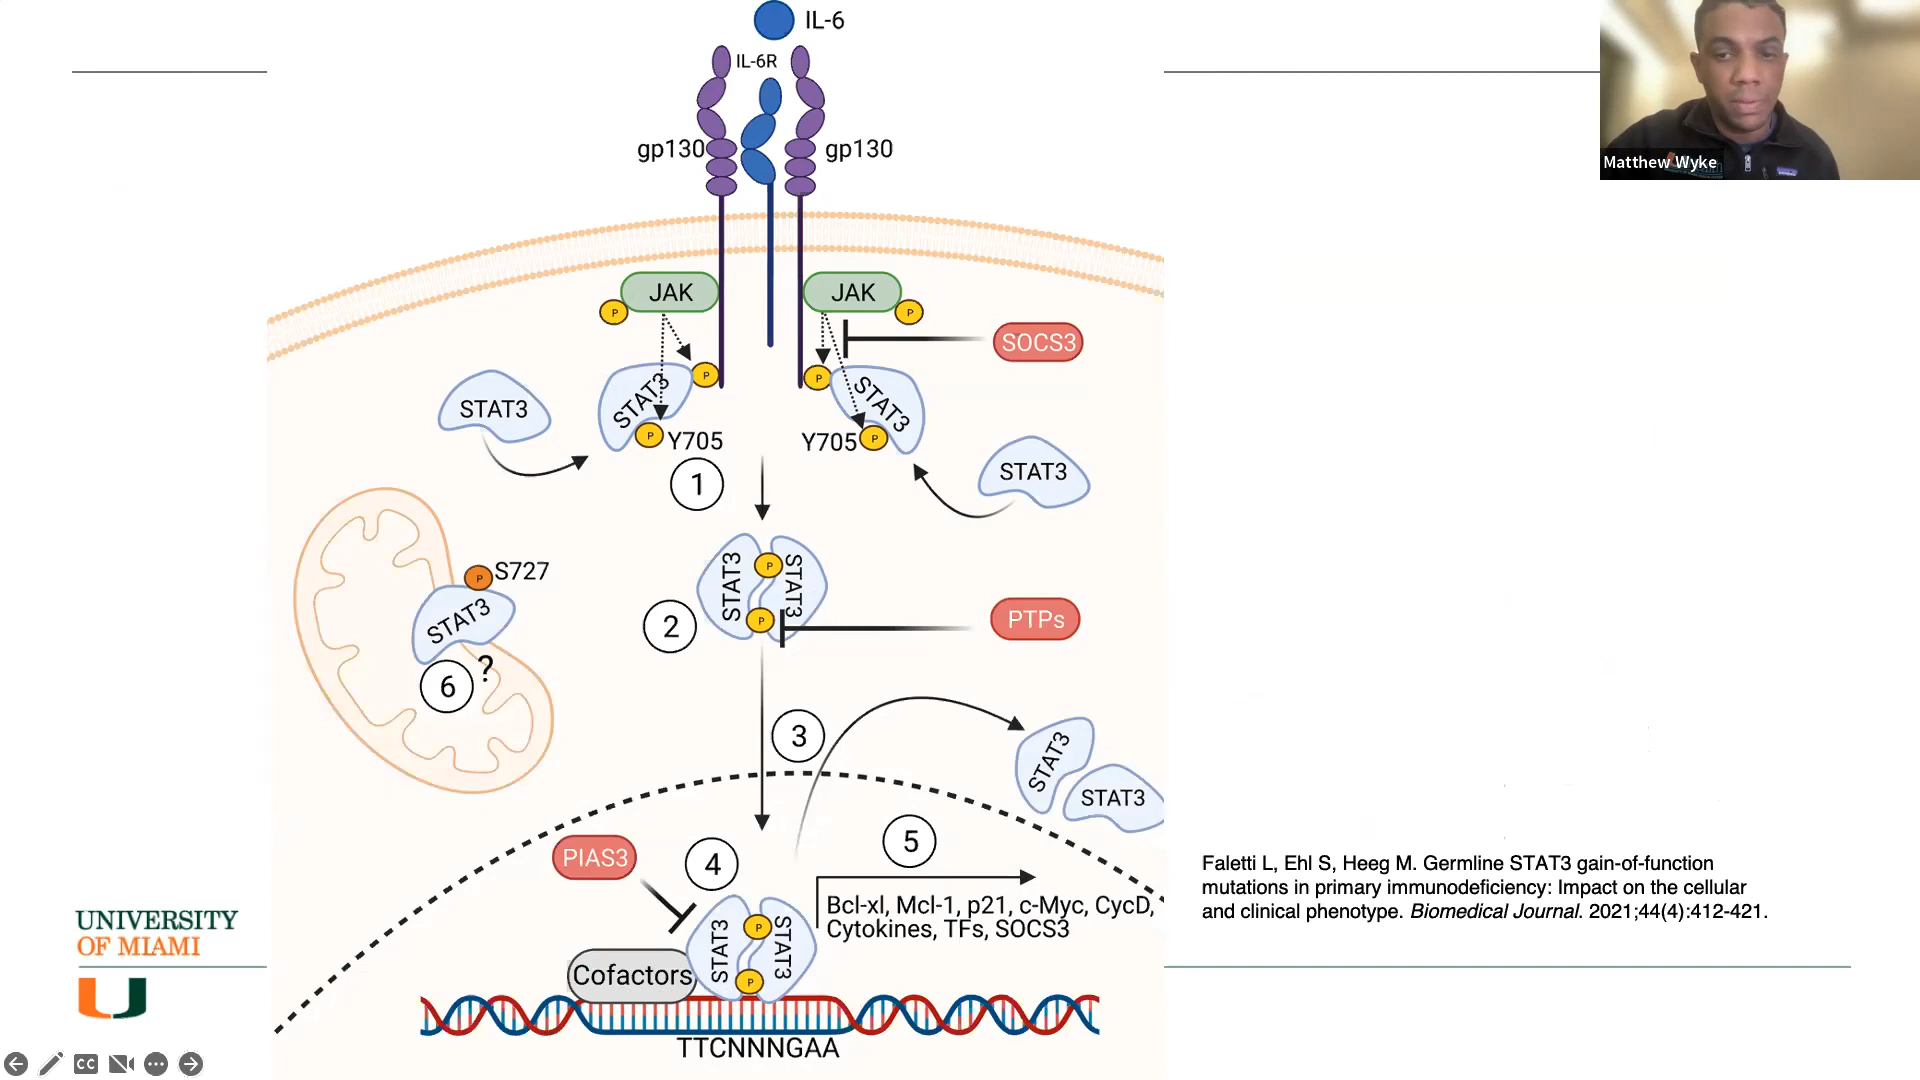 IL-6
IL-6R
gp130
gp130
JAK
JAK
P
P
SOCS3
P
P
STAT3
STAT3
STAT3
STAT3
P
Y705
Y705
P
1
STAT3
STAT3
P
P
2
PTPs
P
S727
STAT3
6
?
3
STAT3
STAT3
PIAS3
4
5
Bcl-xl, Mcl-1, p21, c-Myc, CycD,
Cytokines, TFs, SOCS3
STAT3
STAT3
P
P
Cofactors
TTCNNNGAA
Matthew Wyke
Faletti L, Ehl S, Heeg M. Germline STAT3 gain-of-function
mutations in primary immunodeficiency: Impact on the cellular
and clinical phenotype. Biomedical Journal. 2021;44(4):412-421.
UNIVERSITY
OF MIAMI
U
CC